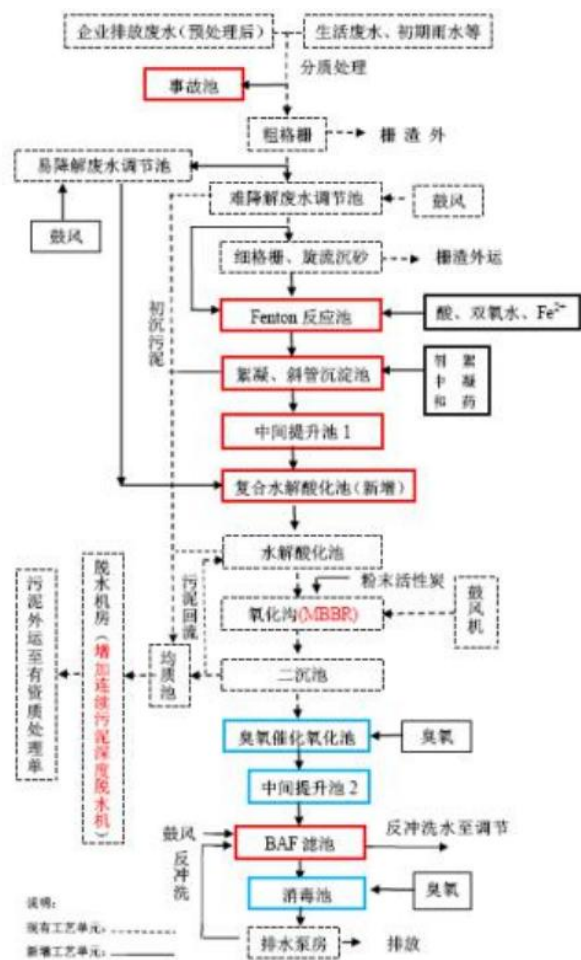 企业排放废水（预处理后）
生活废水、初期雨水等
分质处理
事故池
粗格栅
栅渣外
易降解废水调节池
难降解废水调节池
鼓风
鼓风
细格栅、旋流沉砂
栅渣外运
初沉污泥
Fenton 反应池
酸、双氧水、Fe²⁺
絮凝、斜管沉淀池
絮
中 凝
和 药
中间提升池 1
复合水解酸化池（新增）
水解酸化池
粉末活性炭
污泥回流
氧化沟(MBBR)
鼓风机
污泥外运至有资质处理单
脱水机房（增加连续污泥深度脱水机）
均质池
二沉池
臭氧催化氧化池
臭氧
中间提升池 2
鼓风
BAF 滤池
反冲洗水至调节
反冲洗
消毒池
臭氧
说明：
现有工艺单元：
新增工艺单元：
排水泵房
排放